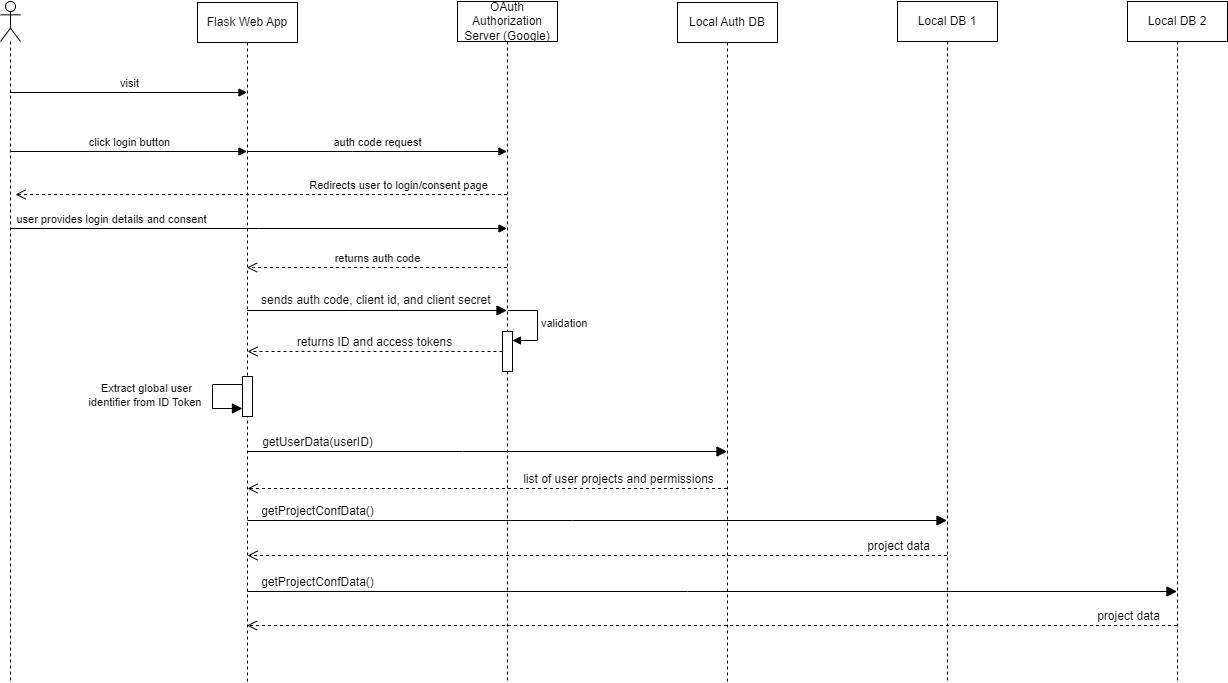 Flask Web App
OAuth
Authorization
Server (Google)
Local Auth DB
Local DB 1
Local DB 2
visit
click login button
auth code request
Redirects user to login/consent page
user provides login details and consent
returns auth code
sends auth code, client id, and client secret
validation
returns ID and access tokens
Extract global user
identifier from ID Token
getUserData(userID)
list of user projects and permissions
getProjectConfData()
project data
getProjectConfData()
project data